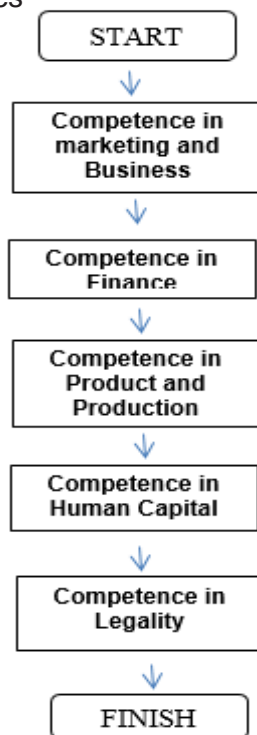 es
START
Competence in
marketing and
Business
Competence in
Finance
Competence in
Product and
Production
Competence in
Human Capital
Competence in
Legality
FINISH